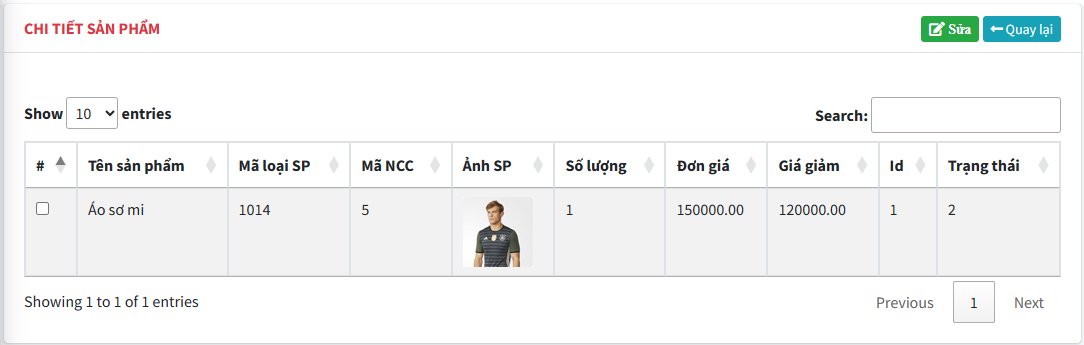 CHI TIẾT SẢN PHẨM Sửa Quay lại
Show 10 entries Search:
# Tên sản phẩm Mã loại SP Mã NCC Ảnh SP Số lượng Đơn giá Giá giảm Id Trạng thái
Áo sơ mi 1014 5 1 150000.00 120000.00 1 2
Showing 1 to 1 of 1 entries Previous 1 Next